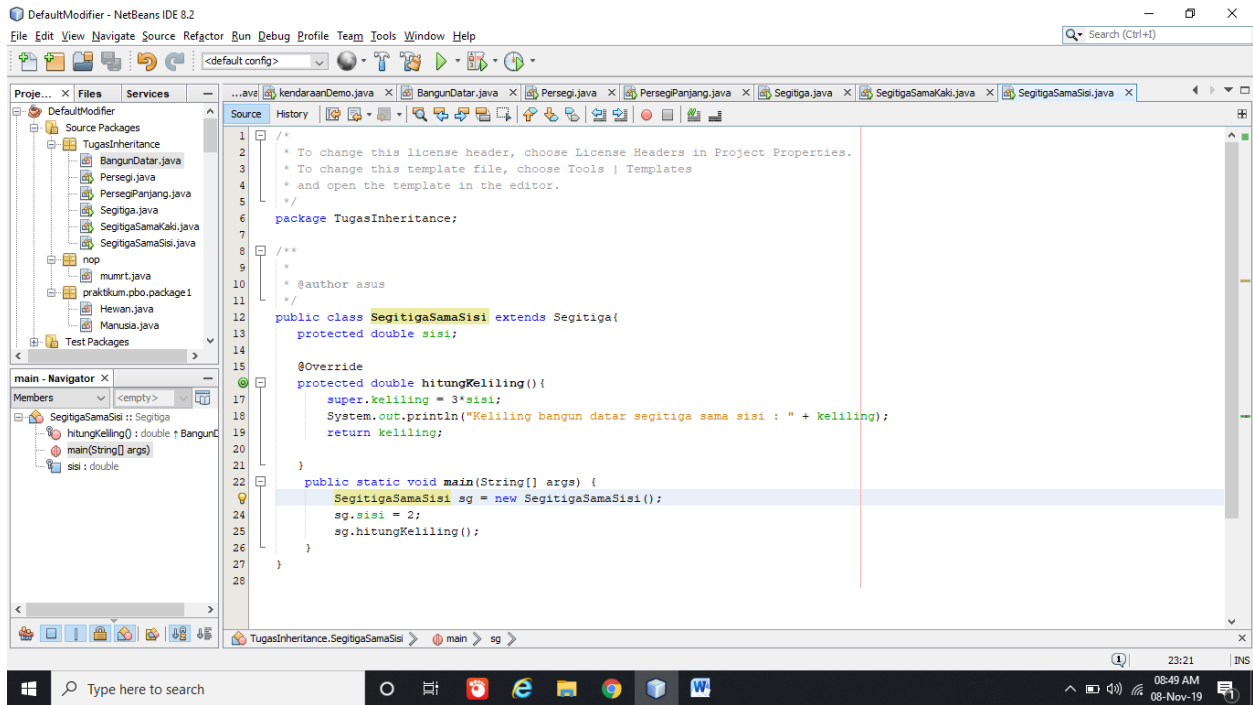 DefaultModifier - NetBeans IDE 8.2
File Edit View Navigate Source Refactor Run Debug Profile Team Tools Window Help
Search (Ctrl+I)
<default config>
Proje... Files Services
...ava kendaraanDemo.java BangunDatar.java Persegi.java PersegiPanjang.java Segitiga.java SegitigaSamaKaki.java SegitigaSamaSisi.java
DefaultModifier
Source Packages
TugasInheritance
BangunDatar.java
Persegi.java
PersegiPanjang.java
Segitiga.java
SegitigaSamaKaki.java
SegitigaSamaSisi.java
nop
mumrt.java
praktikum.pbo.package1
Hewan.java
Manusia.java
Test Packages
main - Navigator
Members <empty>
SegitigaSamaSisi :: Segitiga
hitungKeliling() : double ↑ BangunD
main(String[] args)
sisi : double
Source History
1 /*
2 * To change this license header, choose License Headers in Project Properties.
3 * To change this template file, choose Tools | Templates
4 * and open the template in the editor.
5 */
6 package TugasInheritance;
7
8 /**
9 *
10 * @author asus
11 */
12 public class SegitigaSamaSisi extends Segitiga{
13 protected double sisi;
14
15 @Override
protected double hitungKeliling(){
17 super.keliling = 3*sisi;
18 System.out.println("Keliling bangun datar segitiga sama sisi : " + keliling);
19 return keliling;
20
21 }
22 public static void main(String[] args) {
SegitigaSamaSisi sg = new SegitigaSamaSisi();
24 sg.sisi = 2;
25 sg.hitungKeliling();
26 }
27 }
28
TugasInheritance.SegitigaSamaSisi main sg
1 23:21 INS
Type here to search
08:49 AM
08-Nov-19
1